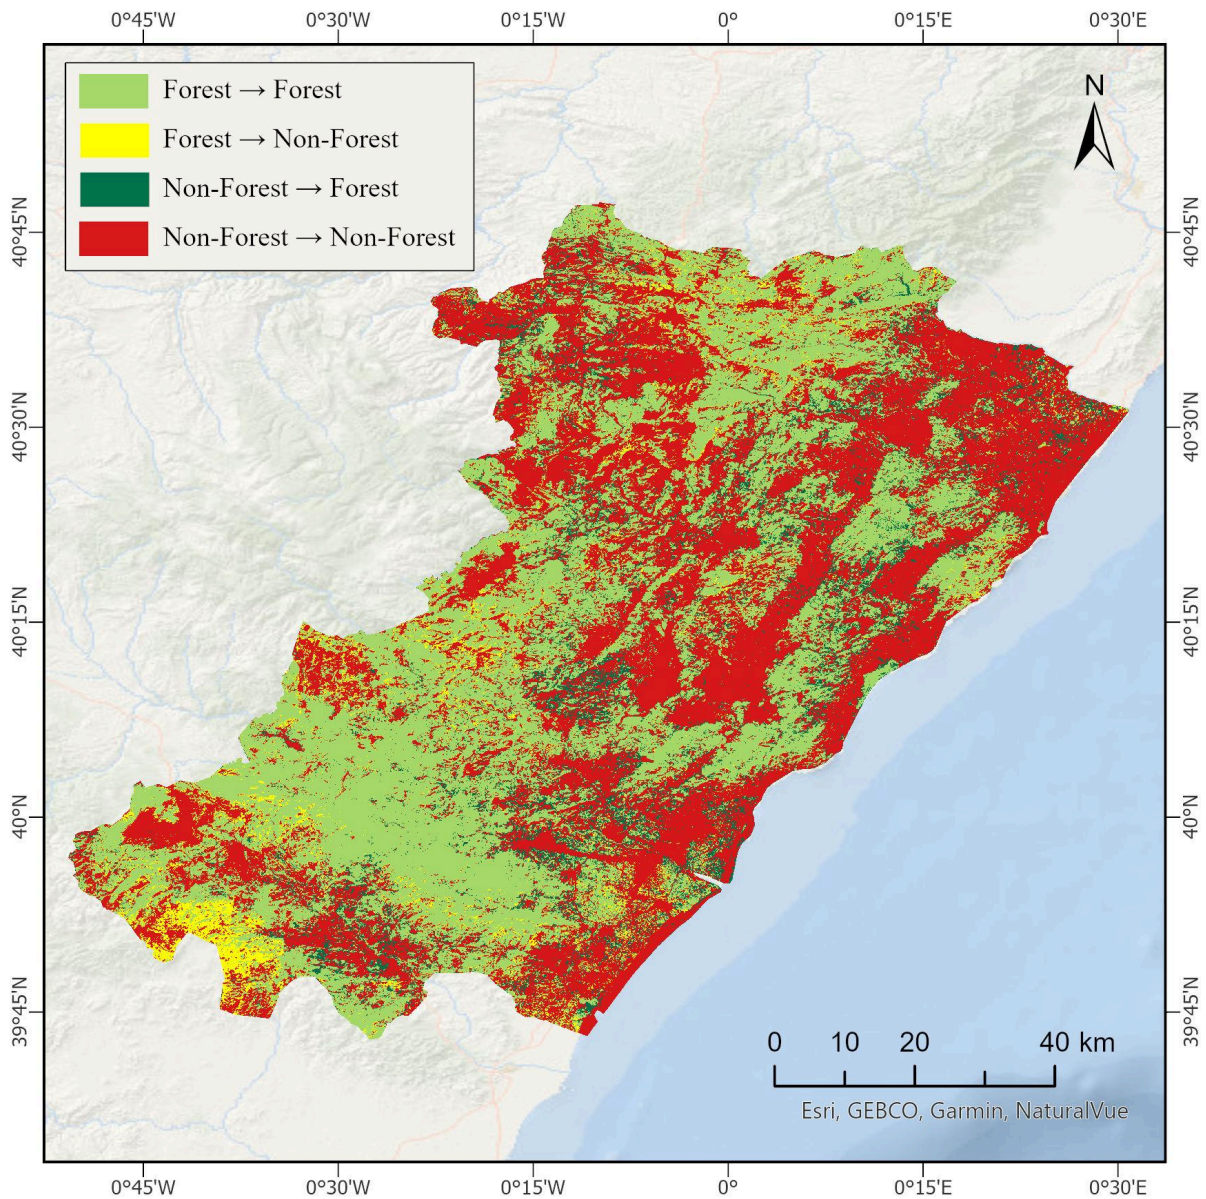 0°45'W 0°30'W 0°15'W 0° 0°15'E 0°30'E
Forest → Forest
Forest → Non-Forest
Non-Forest → Forest
Non-Forest → Non-Forest
N
40°45'N 40°45'N
40°30'N 40°30'N
40°15'N 40°15'N
40°N 40°N
39°45'N 39°45'N
0 10 20 40 km
Esri, GEBCO, Garmin, NaturalVue
0°45'W 0°30'W 0°15'W 0° 0°15'E 0°30'E